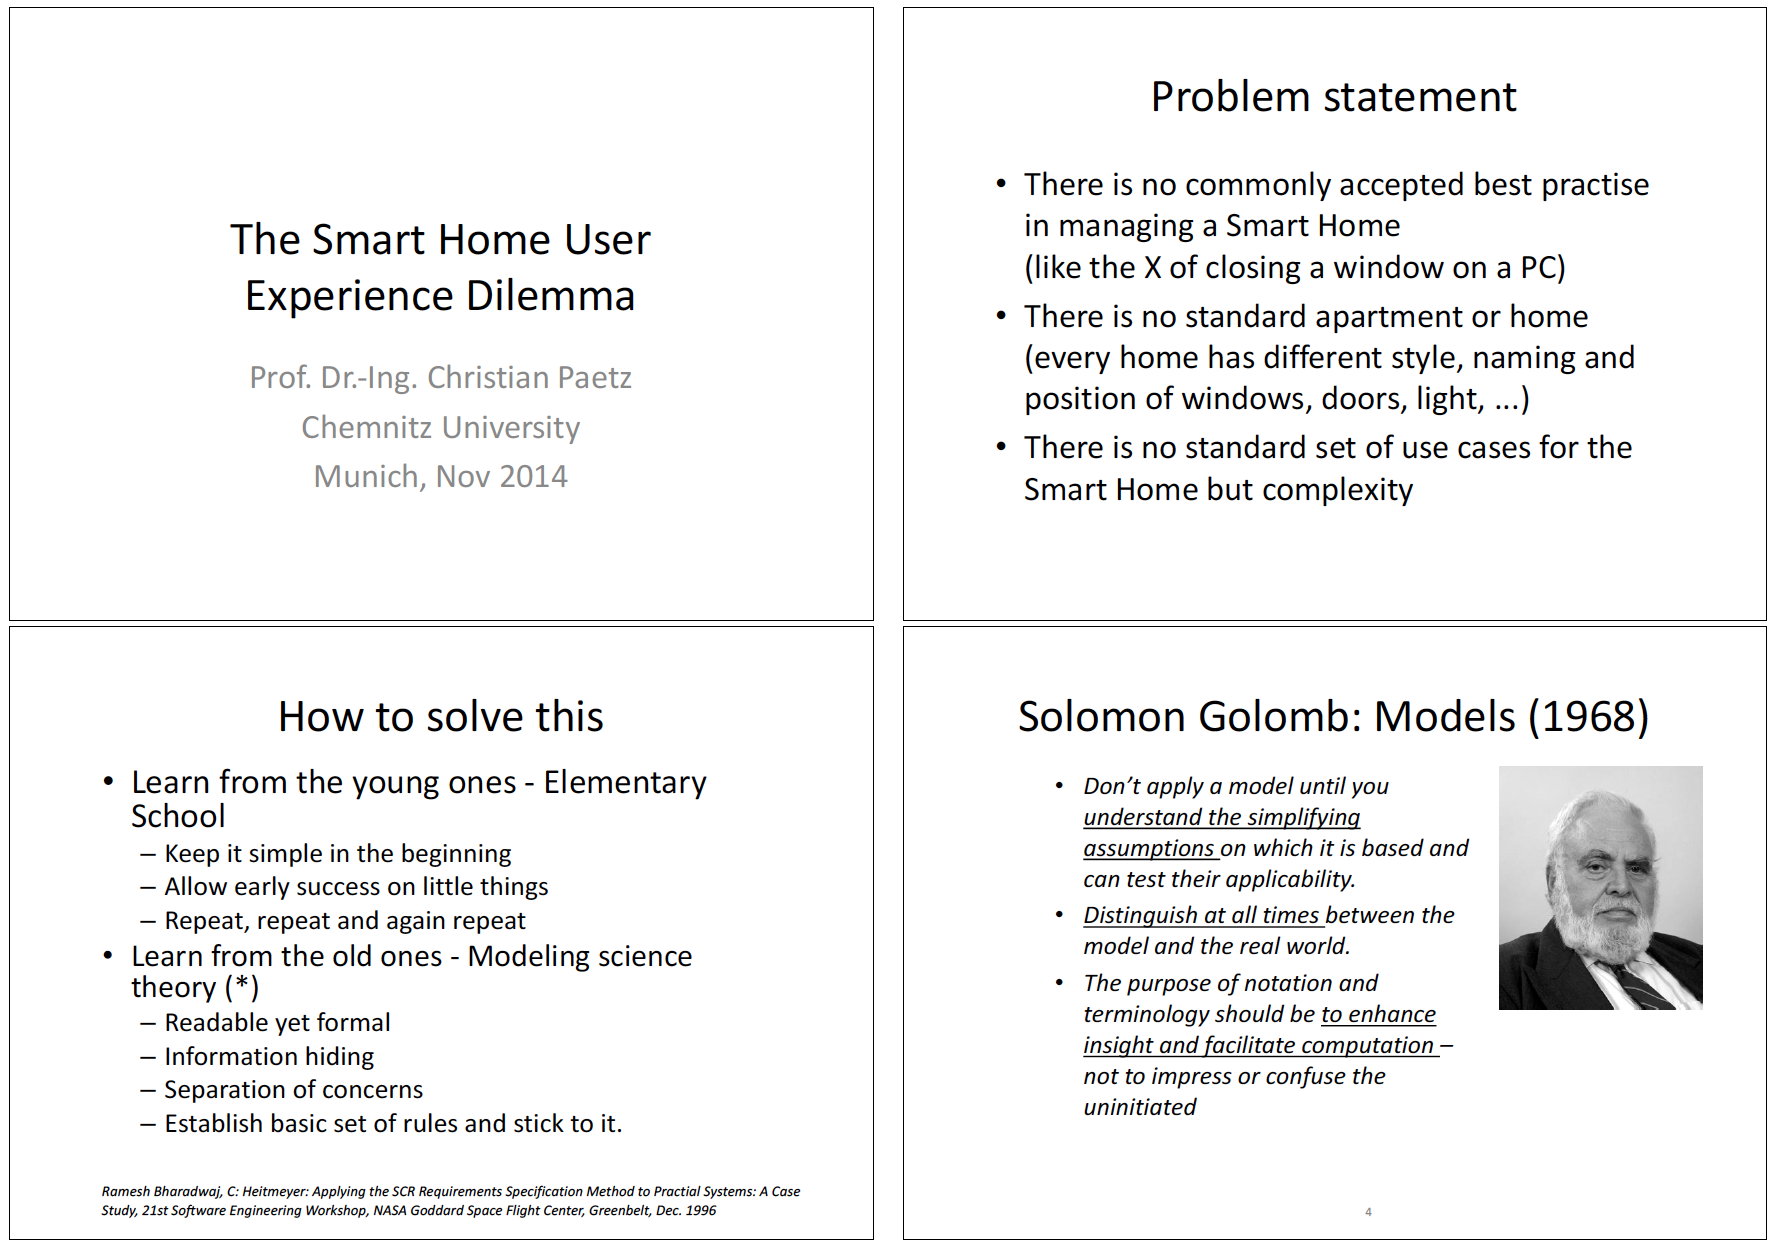 The Smart Home User
Experience Dilemma
Prof. Dr.-Ing. Christian Paetz
Chemnitz University
Munich, Nov 2014
Problem statement
• There is no commonly accepted best practise
in managing a Smart Home
(like the X of closing a window on a PC)
• There is no standard apartment or home
(every home has different style, naming and
position of windows, doors, light, ...)
• There is no standard set of use cases for the
Smart Home but complexity
How to solve this
• Learn from the young ones - Elementary
School
– Keep it simple in the beginning
– Allow early success on little things
– Repeat, repeat and again repeat
• Learn from the old ones - Modeling science
theory (*)
– Readable yet formal
– Information hiding
– Separation of concerns
– Establish basic set of rules and stick to it.
Ramesh Bharadwaj, C: Heitmeyer: Applying the SCR Requirements Specification Method to Practial Systems: A Case
Study, 21st Software Engineering Workshop, NASA Goddard Space Flight Center, Greenbelt, Dec. 1996
Solomon Golomb: Models (1968)
• Don’t apply a model until you
understand the simplifying
assumptions on which it is based and
can test their applicability.
• Distinguish at all times between the
model and the real world.
• The purpose of notation and
terminology should be to enhance
insight and facilitate computation –
not to impress or confuse the
uninitiated
4